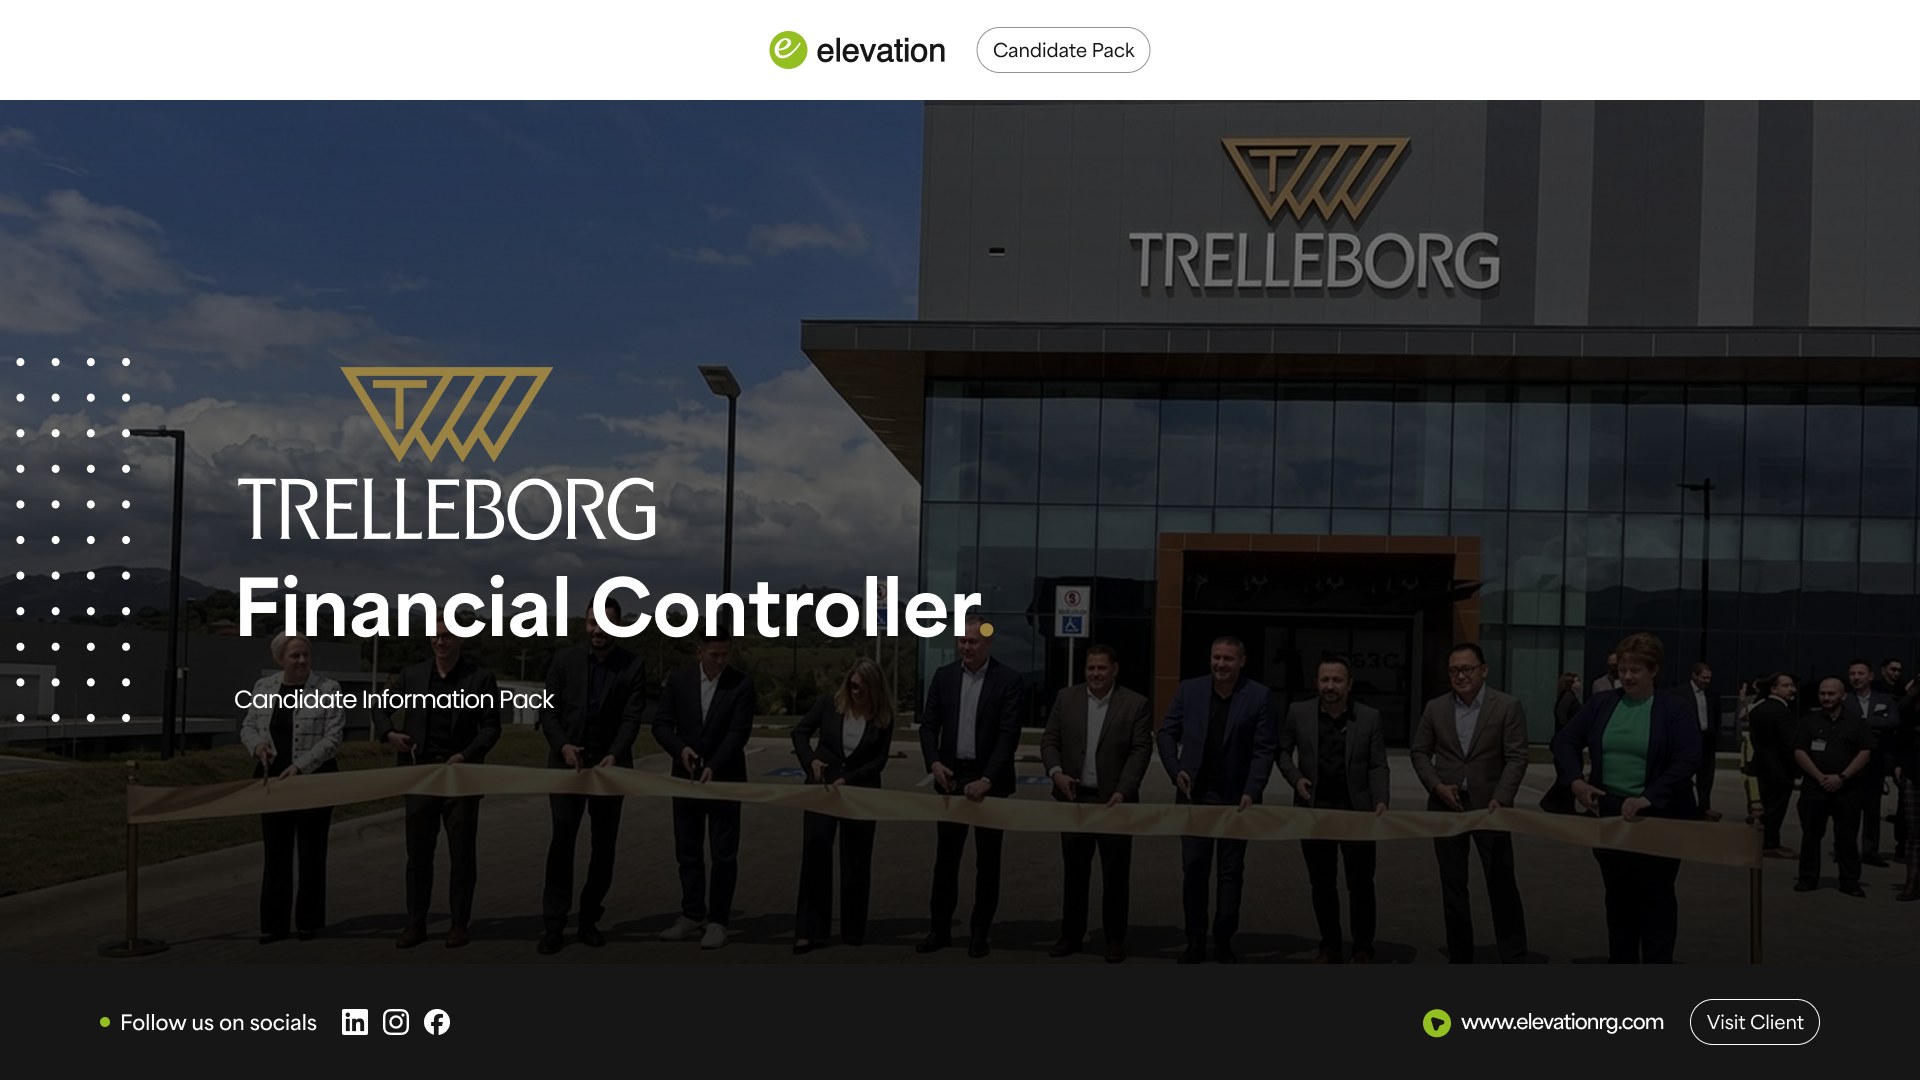 elevation
Candidate Pack
TRELLEBORG
TRELLEBORG
Financial Controller.
Candidate Information Pack
Follow us on socials
www.elevationrg.com
Visit Client